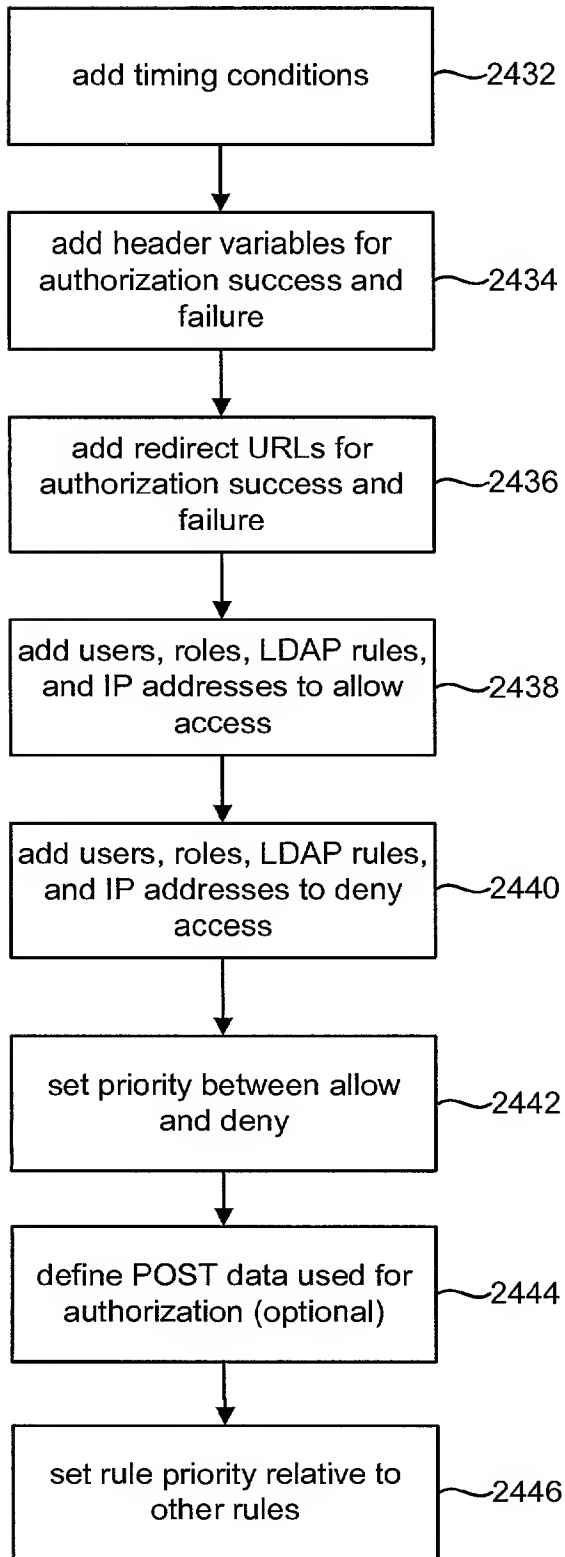 add timing conditions
2432
add header variables for
authorization success and
failure
2434
add redirect URLs for
authorization success and
failure
2436
add users, roles, LDAP rules,
and IP addresses to allow
access
2438
add users, roles, LDAP rules,
and IP addresses to deny
access
2440
set priority between allow
and deny
2442
define POST data used for
authorization (optional)
2444
set rule priority relative to
other rules
2446